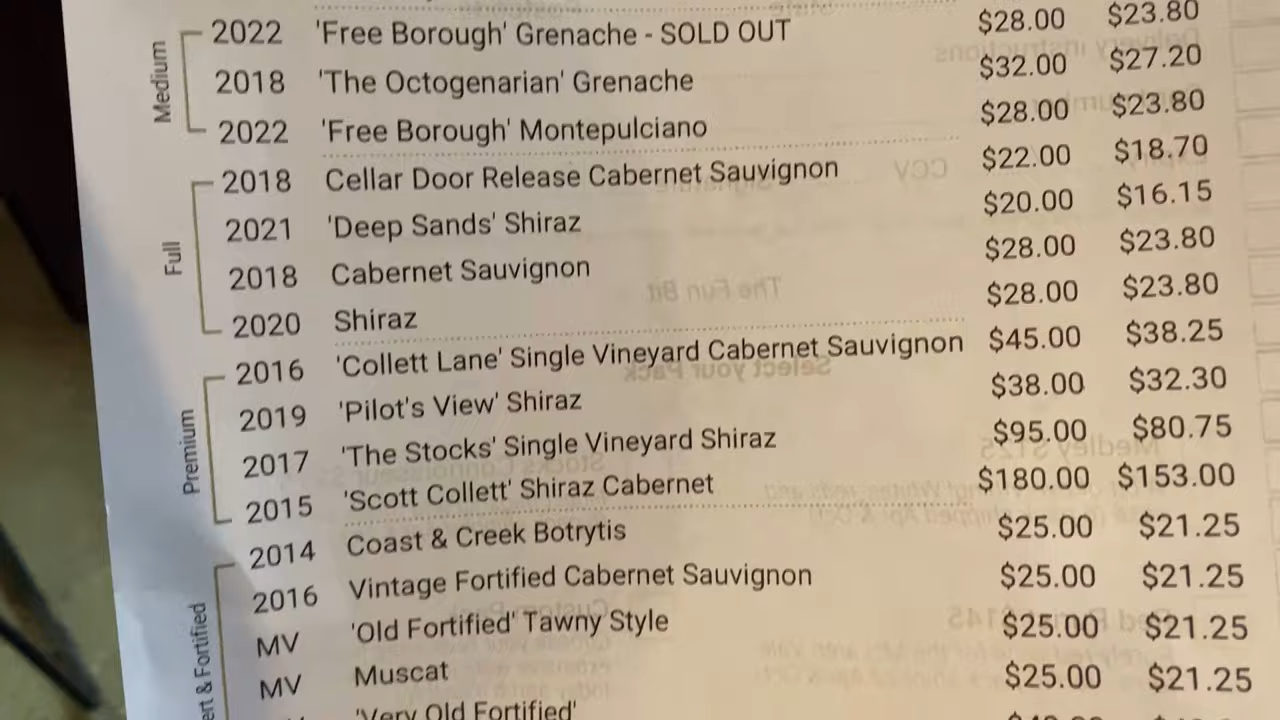 Medium
2022 'Free Borough' Grenache - SOLD OUT $28.00 $23.80
2018 'The Octogenarian' Grenache $32.00 $27.20
2022 'Free Borough' Montepulciano $28.00 $23.80
Full
2018 Cellar Door Release Cabernet Sauvignon $22.00 $18.70
2021 'Deep Sands' Shiraz $20.00 $16.15
2018 Cabernet Sauvignon $28.00 $23.80
2020 Shiraz $28.00 $23.80
Premium
2016 'Collett Lane' Single Vineyard Cabernet Sauvignon $45.00 $38.25
2019 'Pilot's View' Shiraz $38.00 $32.30
2017 'The Stocks' Single Vineyard Shiraz $95.00 $80.75
2015 'Scott Collett' Shiraz Cabernet $180.00 $153.00
ert & Fortified
2014 Coast & Creek Botrytis $25.00 $21.25
2016 Vintage Fortified Cabernet Sauvignon $25.00 $21.25
MV 'Old Fortified' Tawny Style $25.00 $21.25
MV Muscat $25.00 $21.25
'Very Old Fortified'